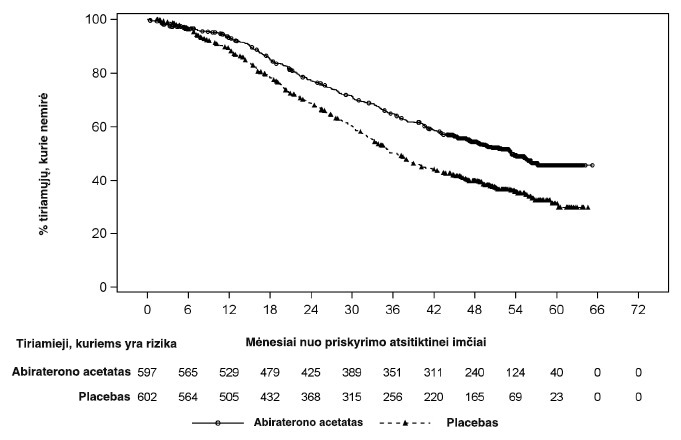 100
80
60
40
20
0
% tiriamųjų, kurie nemirė
0 6 12 18 24 30 36 42 48 54 60 66 72
Tiriamieji, kuriems yra rizika
Mėnesiai nuo priskyrimo atsitiktinei imčiai
Abiraterono acetatas 597 565 529 479 425 389 351 311 240 124 40 0 0
Placebas 602 564 505 432 368 315 256 220 165 69 23 0 0
Abiraterono acetatas Placebas